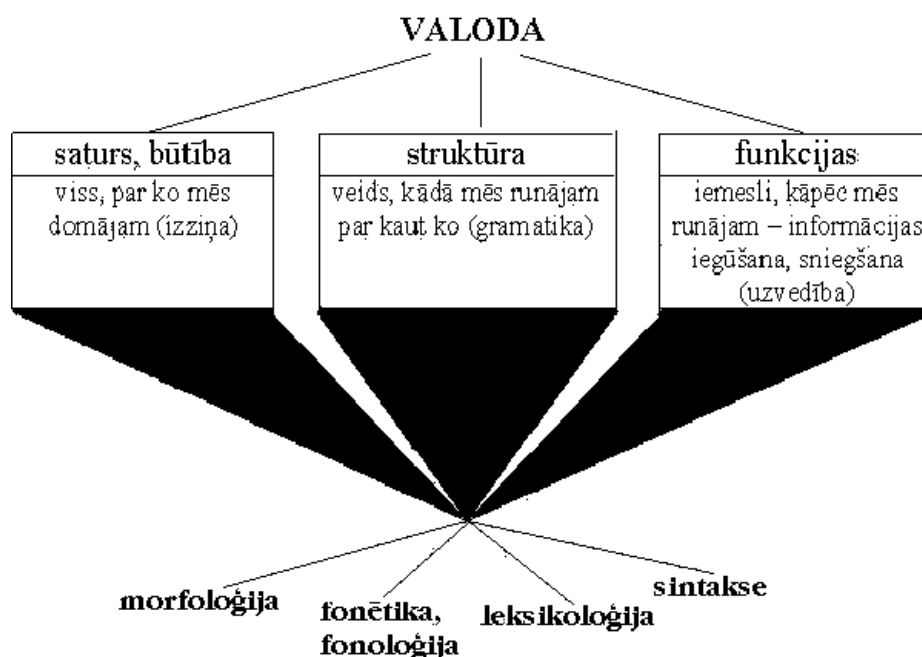 VALODA
saturs, būtība
viss, par ko mēs
domājam (izziņa)
struktūra
veids, kādā mēs runājam
par kaut ko (gramatika)
funkcijas
iemesli, kāpēc mēs
runājam – informācijas
iegūšana, sniegšana
(uzvedība)
morfoloģija
fonētika,
fonoloģija
leksikoloģija
sintakse